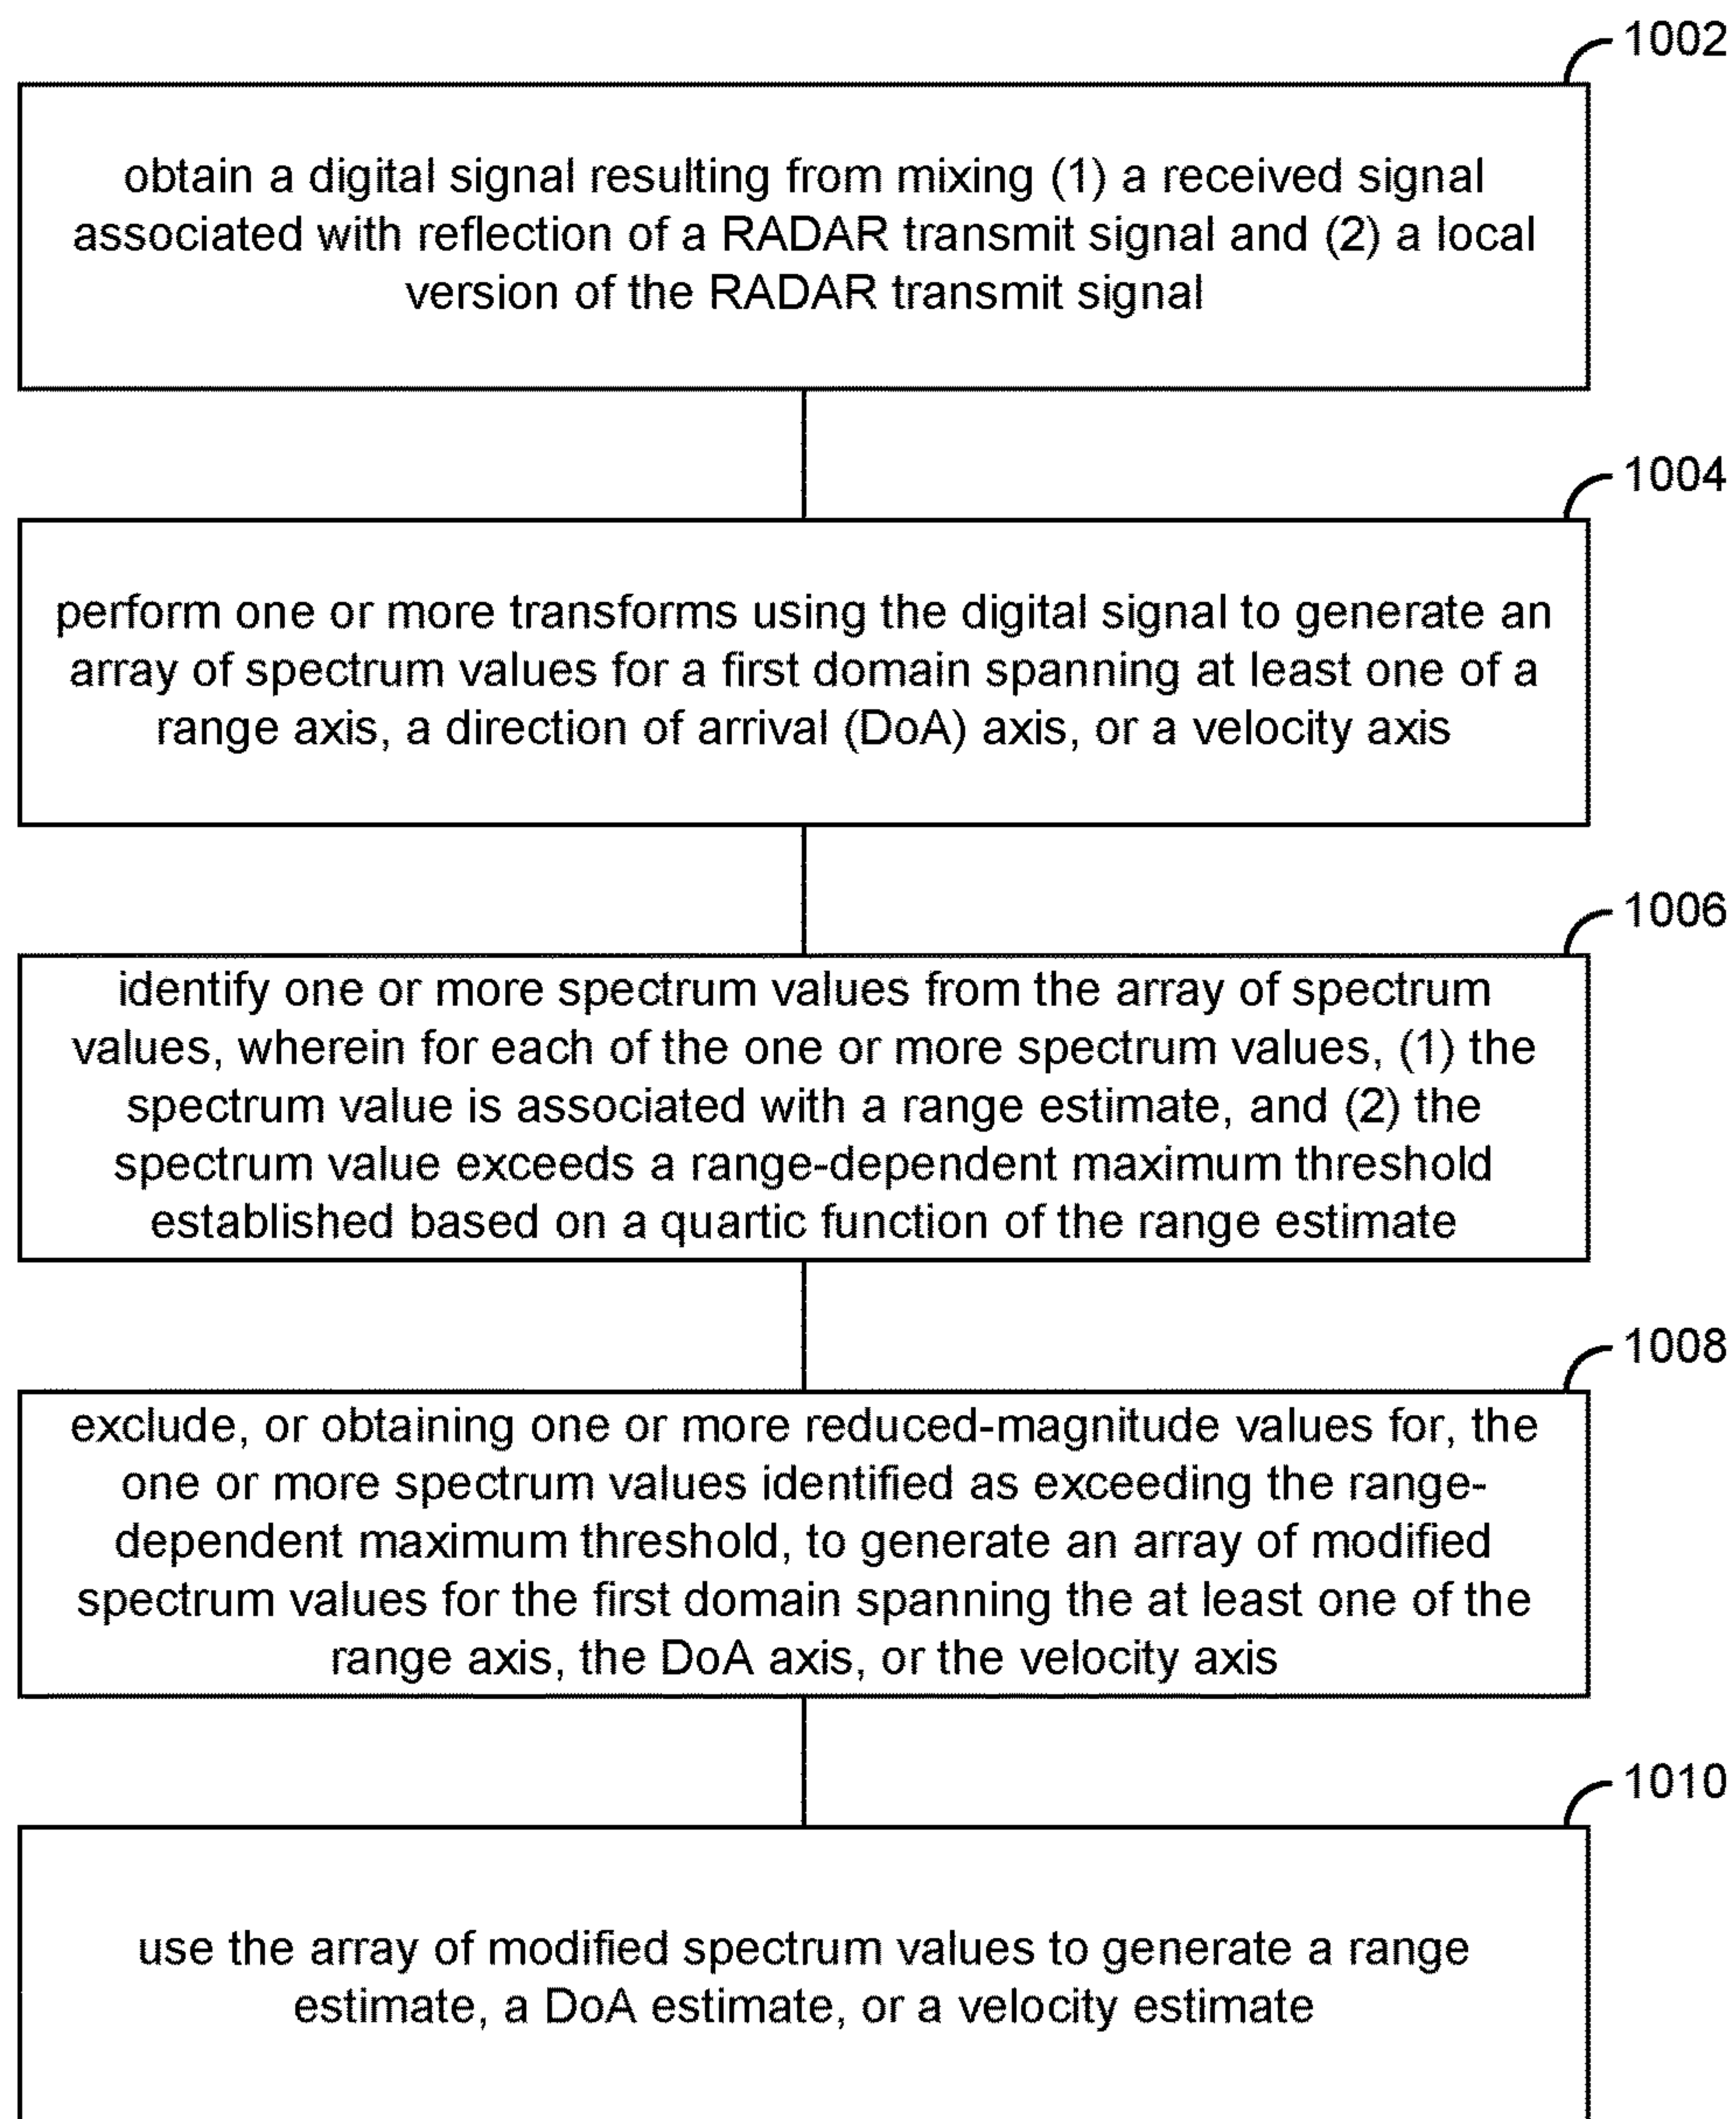 1002
obtain a digital signal resulting from mixing (1) a received signal
associated with reflection of a RADAR transmit signal and (2) a local
version of the RADAR transmit signal
1004
perform one or more transforms using the digital signal to generate an
array of spectrum values for a first domain spanning at least one of a
range axis, a direction of arrival (DoA) axis, or a velocity axis
1006
identify one or more spectrum values from the array of spectrum
values, wherein for each of the one or more spectrum values, (1) the
spectrum value is associated with a range estimate, and (2) the
spectrum value exceeds a range-dependent maximum threshold
established based on a quartic function of the range estimate
1008
exclude, or obtaining one or more reduced-magnitude values for, the
one or more spectrum values identified as exceeding the range-
dependent maximum threshold, to generate an array of modified
spectrum values for the first domain spanning the at least one of the
range axis, the DoA axis, or the velocity axis
1010
use the array of modified spectrum values to generate a range
estimate, a DoA estimate, or a velocity estimate